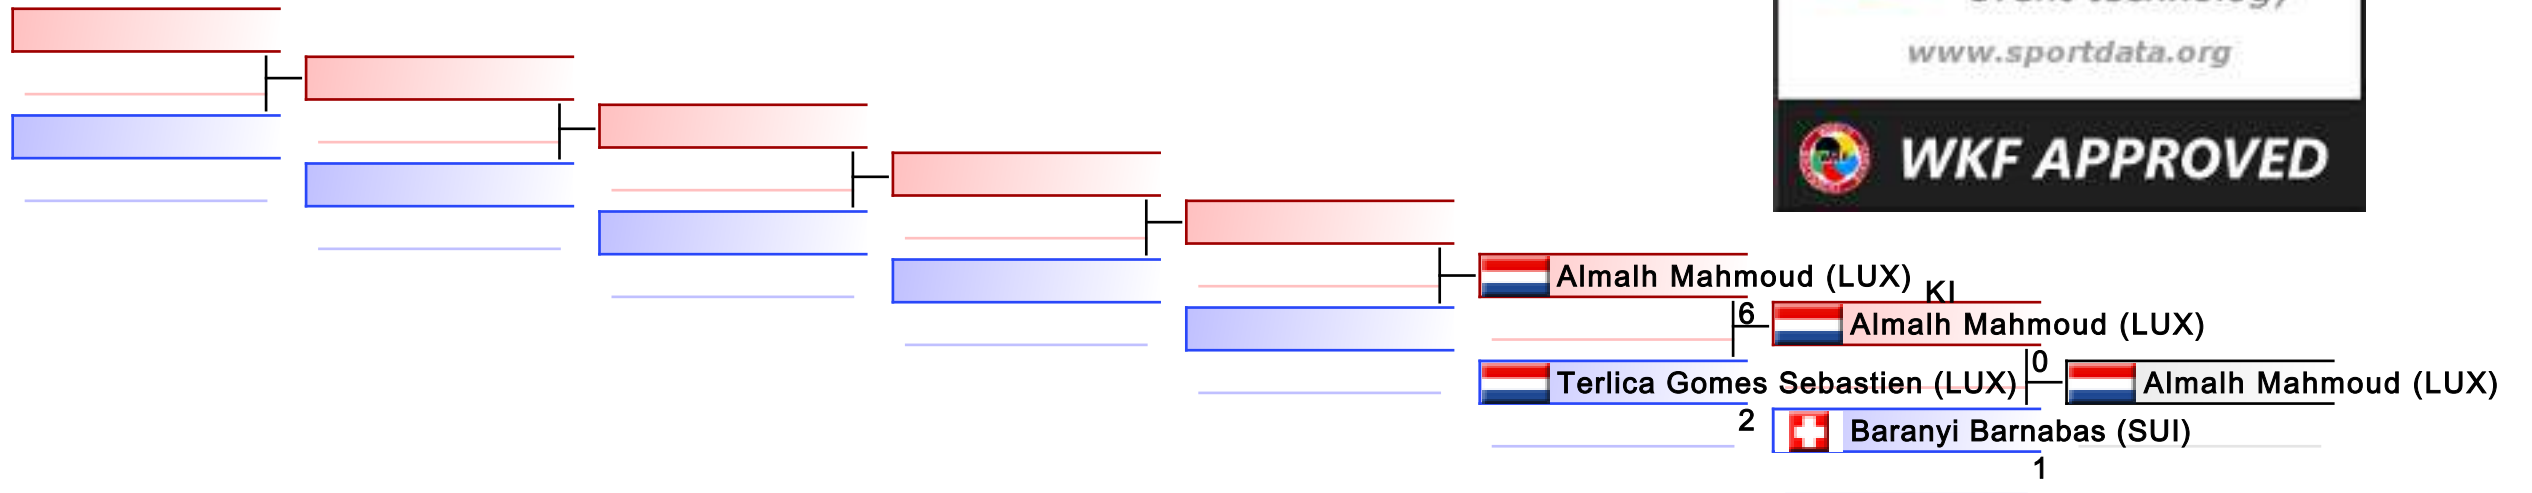 www.sportdata.org
WKF APPROVED
Almalh Mahmoud (LUX)
KI
6
Almalh Mahmoud (LUX)
0
Terlica Gomes Sebastien (LUX)
Almalh Mahmoud (LUX)
2
Baranyi Barnabas (SUI)
1